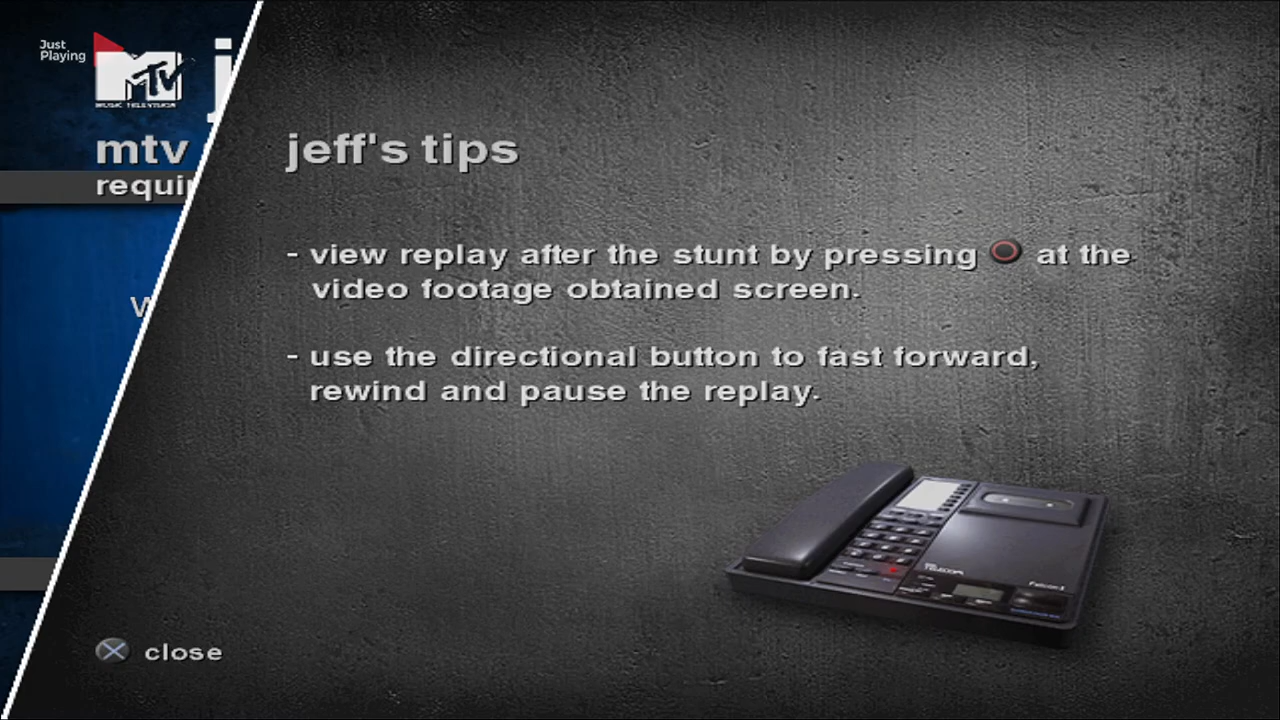 Just
Playing
MTV
MUSIC TELEVISION
j
mtv
requi
jeff's tips
- view replay after the stunt by pressing at the
video footage obtained screen.
- use the directional button to fast forward,
rewind and pause the replay.
TELECOM
close